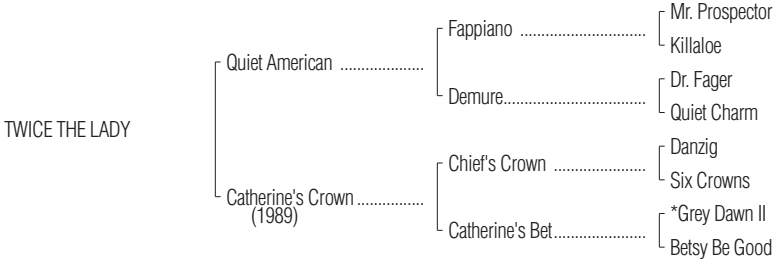 Mr. Prospector
Fappiano ..............................
Killaloe
Quiet American ....................
Dr. Fager
Demure..................................
Quiet Charm
TWICE THE LADY
Danzig
Chief's Crown ......................
Six Crowns
Catherine's Crown ................
(1989)
*Grey Dawn II
Catherine's Bet......................
Betsy Be Good